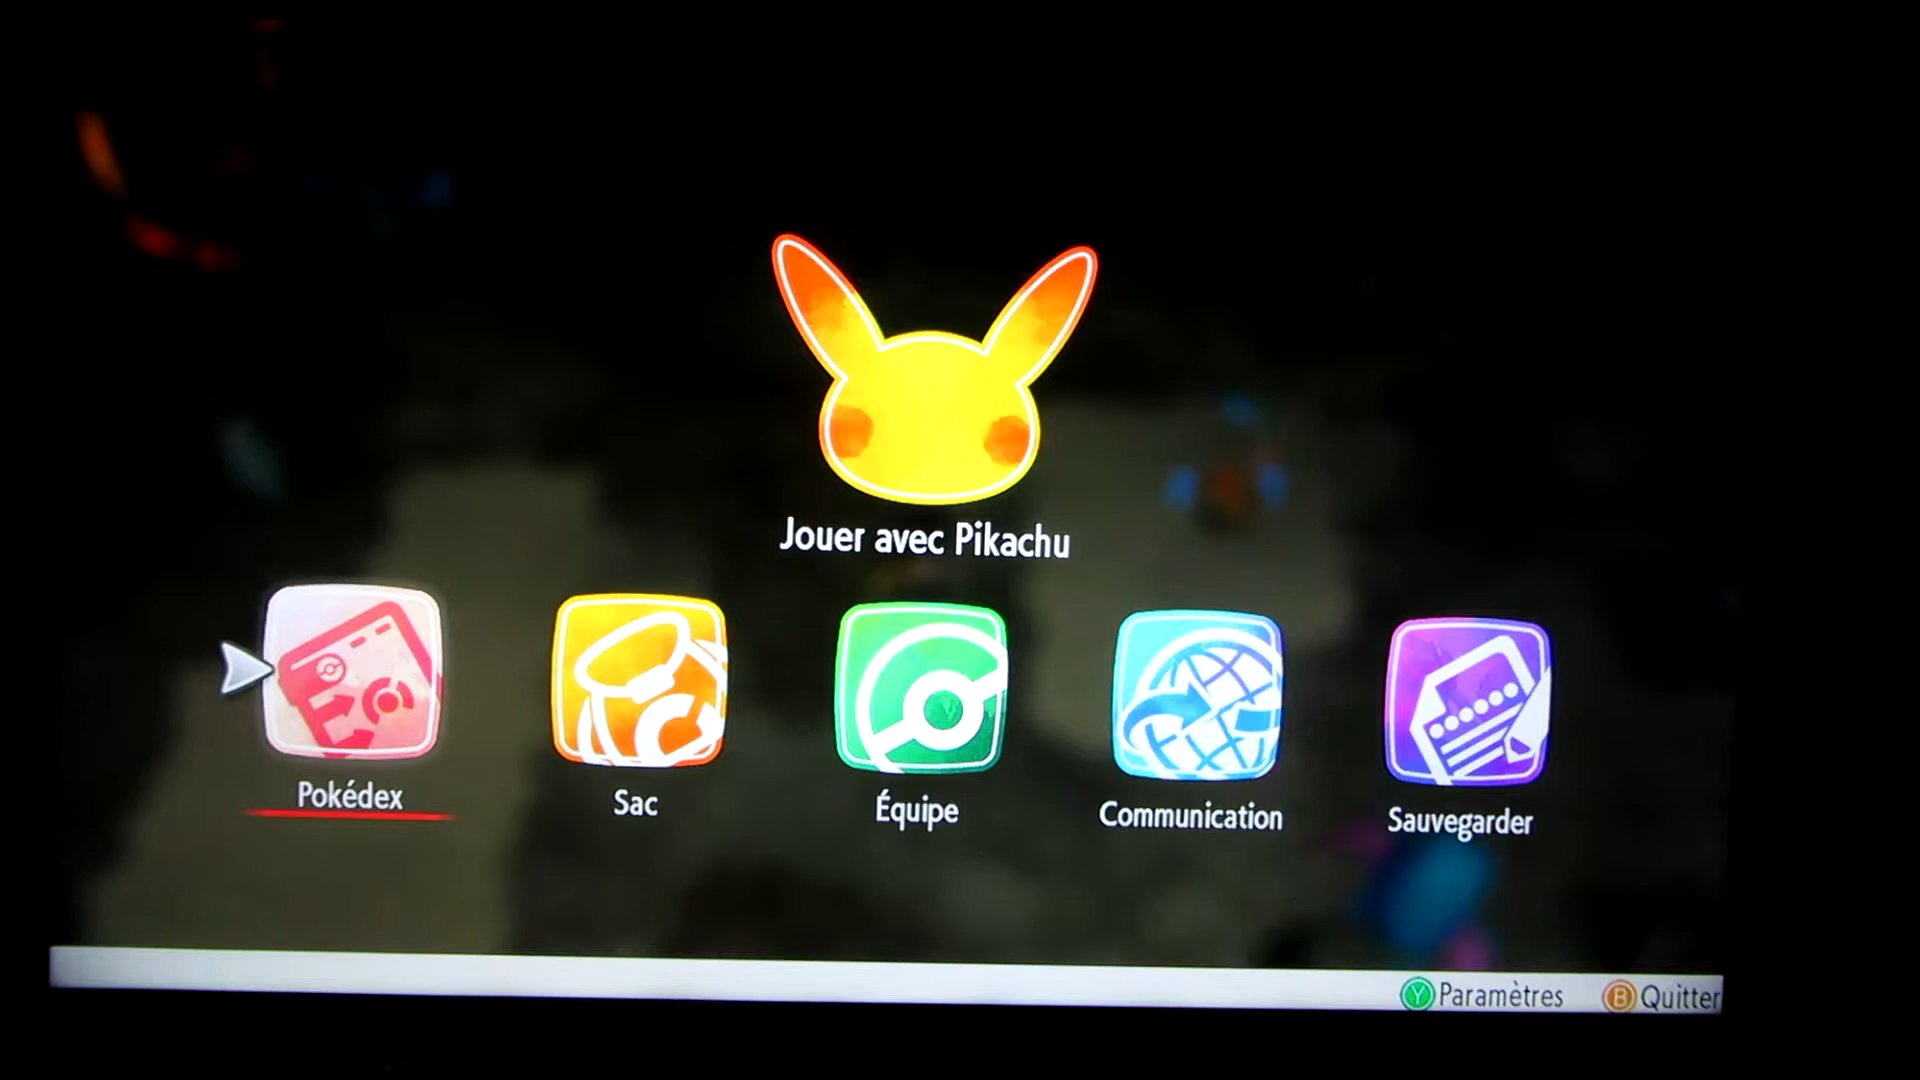 Jouer avec Pikachu
Pokédex
Sac
Équipe
Communication
Sauvegarder
Y Paramètres
B Quitter